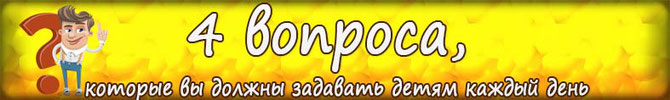 4 вопроса,
которые вы должны задавать детям каждый день